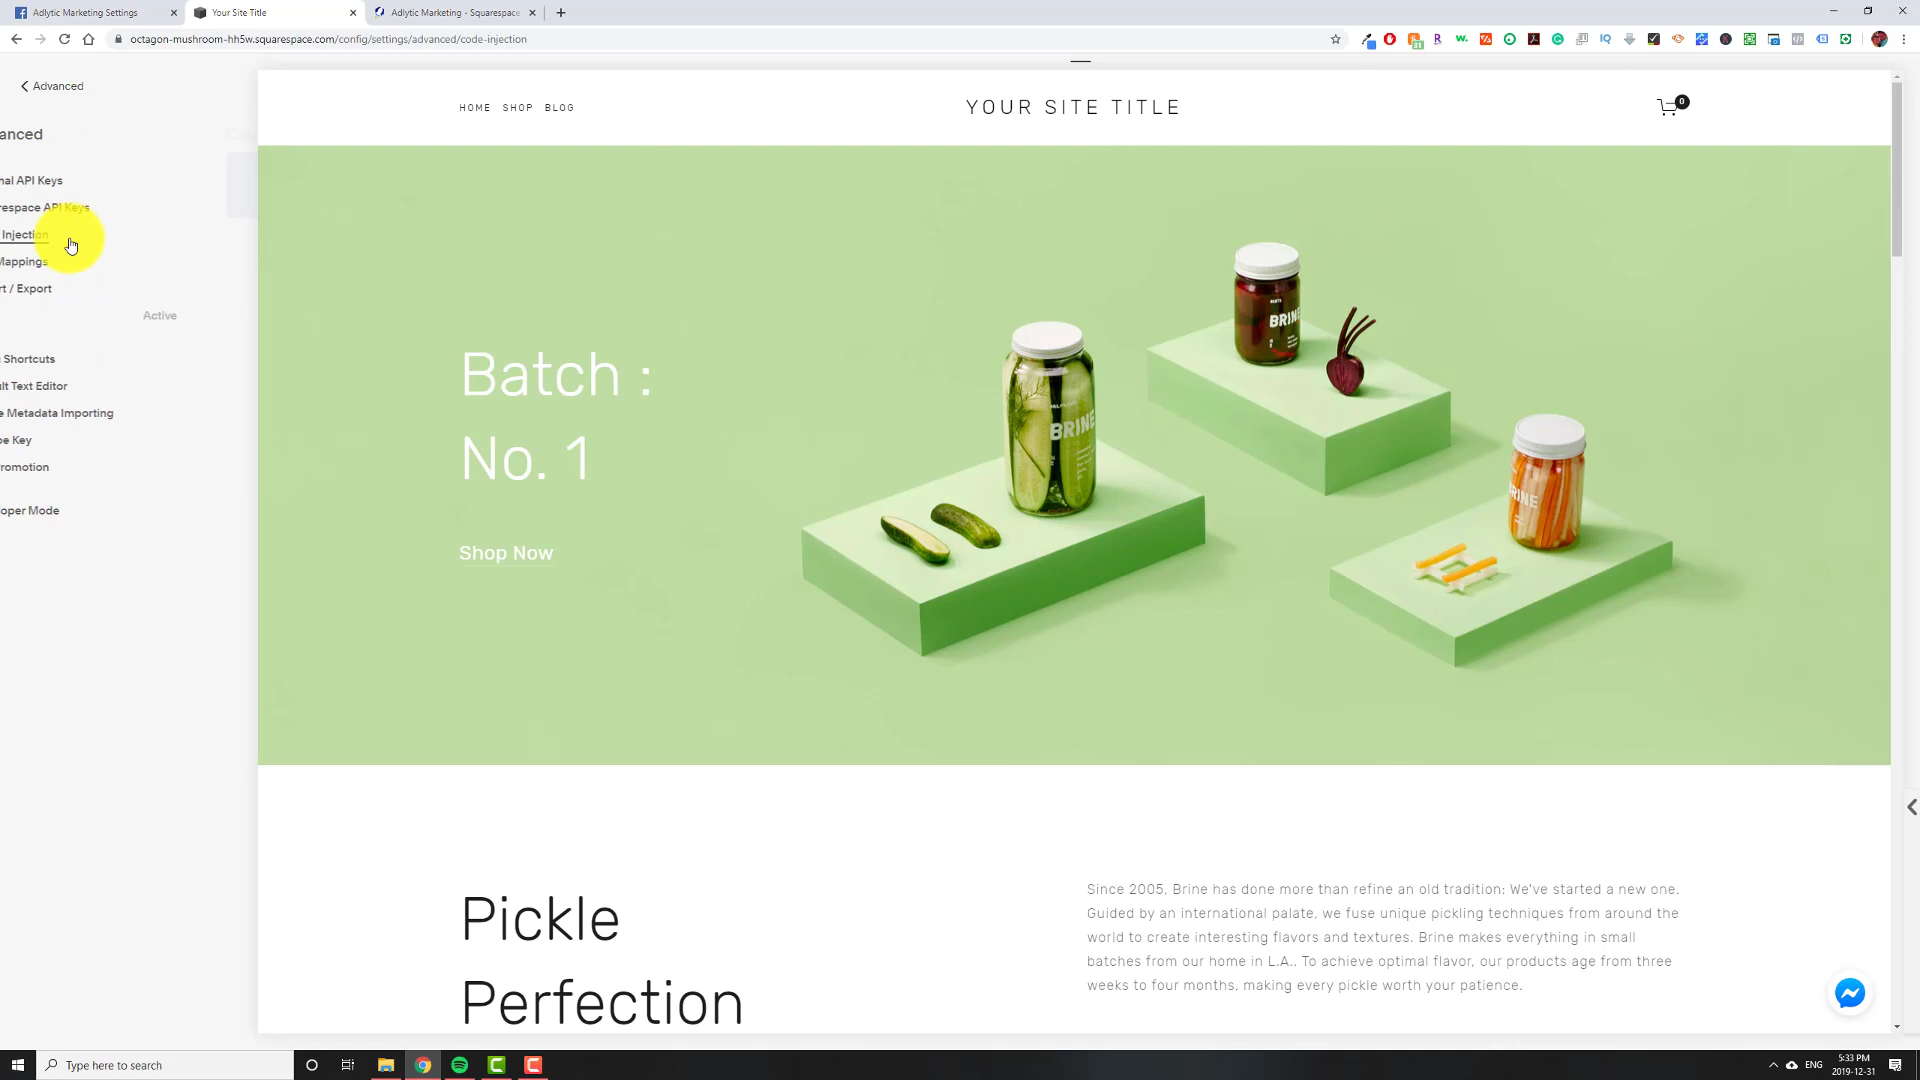 Adlytic Marketing Settings
Your Site Title
Adlytic Marketing - Squarespace
octagon-mushroom-hh5w.squarespace.com/config/settings/advanced/code-injection
Advanced
anced
nal API Keys
respace API Keys
Injection
Mappings
rt / Export
Active
Shortcuts
ult Text Editor
e Metadata Importing
pe Key
romotion
oper Mode
HOME SHOP BLOG
YOUR SITE TITLE
0
Batch :
No. 1
Shop Now
BRINE
BRINE
BRINE
Pickle
Perfection
Since 2005, Brine has done more than refine an old tradition: We've started a new one.
Guided by an international palate, we fuse unique pickling techniques from around the
world to create interesting flavors and textures. Brine makes everything in small
batches from our home in L.A.. To achieve optimal flavor, our products age from three
weeks to four months, making every pickle worth your patience.
Type here to search
ENG
5:33 PM
2019-12-31